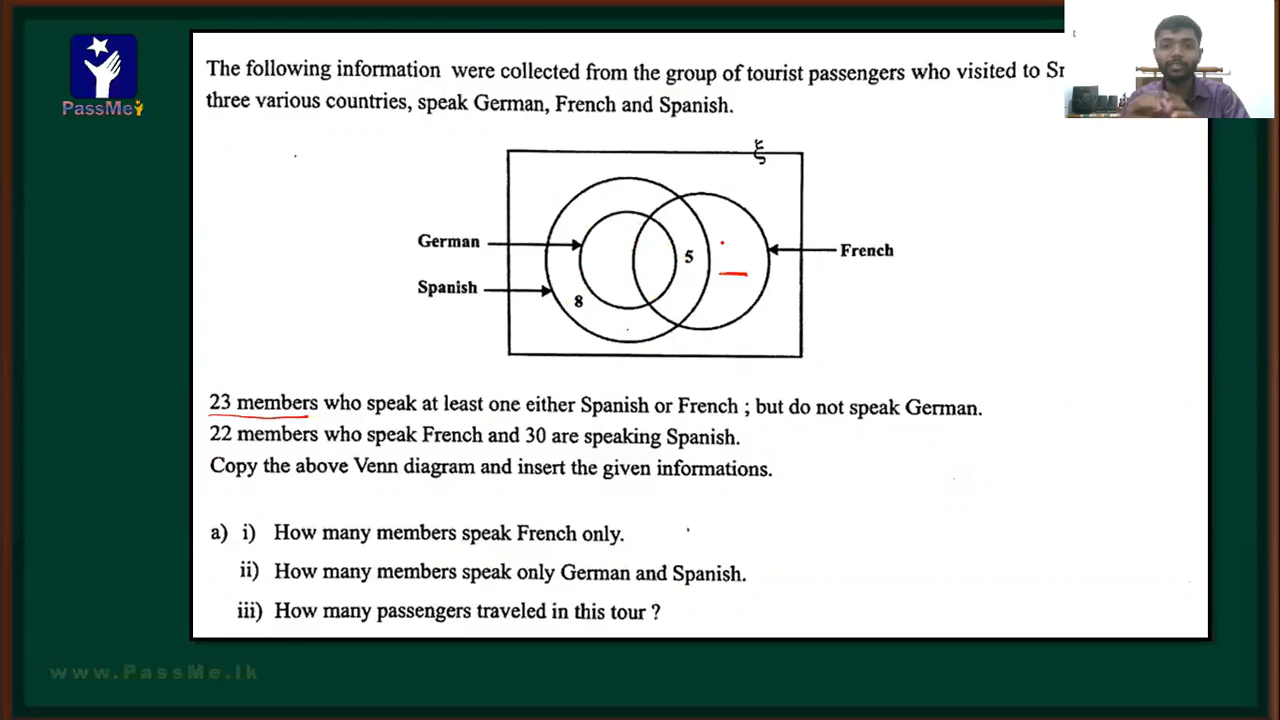 The following information were collected from the group of tourist passengers who visited to
three various countries, speak German, French and Spanish.
PassMe
ξ
German
5
French
Spanish
8
23 members who speak at least one either Spanish or French ; but do not speak German.
22 members who speak French and 30 are speaking Spanish.
Copy the above Venn diagram and insert the given informations.
a) i) How many members speak French only.
ii) How many members speak only German and Spanish.
iii) How many passengers traveled in this tour ?
www.PassMe.lk